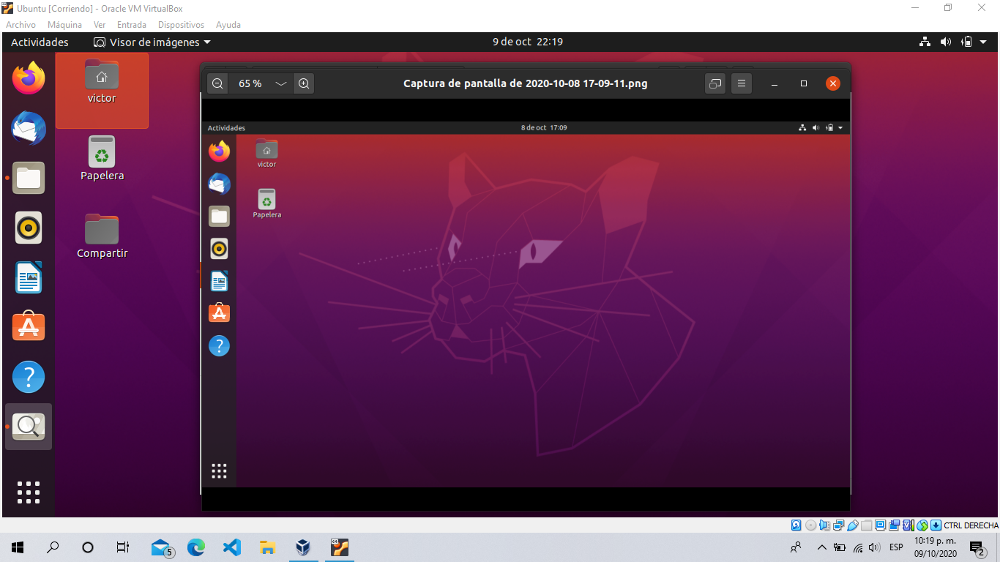 Ubuntu [Corriendo] - Oracle VM VirtualBox
Archivo Máquina Ver Entrada Dispositivos Ayuda
Actividades Visor de imágenes 9 de oct 22:19
65 % Captura de pantalla de 2020-10-08 17-09-11.png
victor
Papelera
Compartir
Actividades 8 de oct 17:09
victor
Papelera
CTRL DERECHA
5
ESP
10:19 p. m.
09/10/2020
2